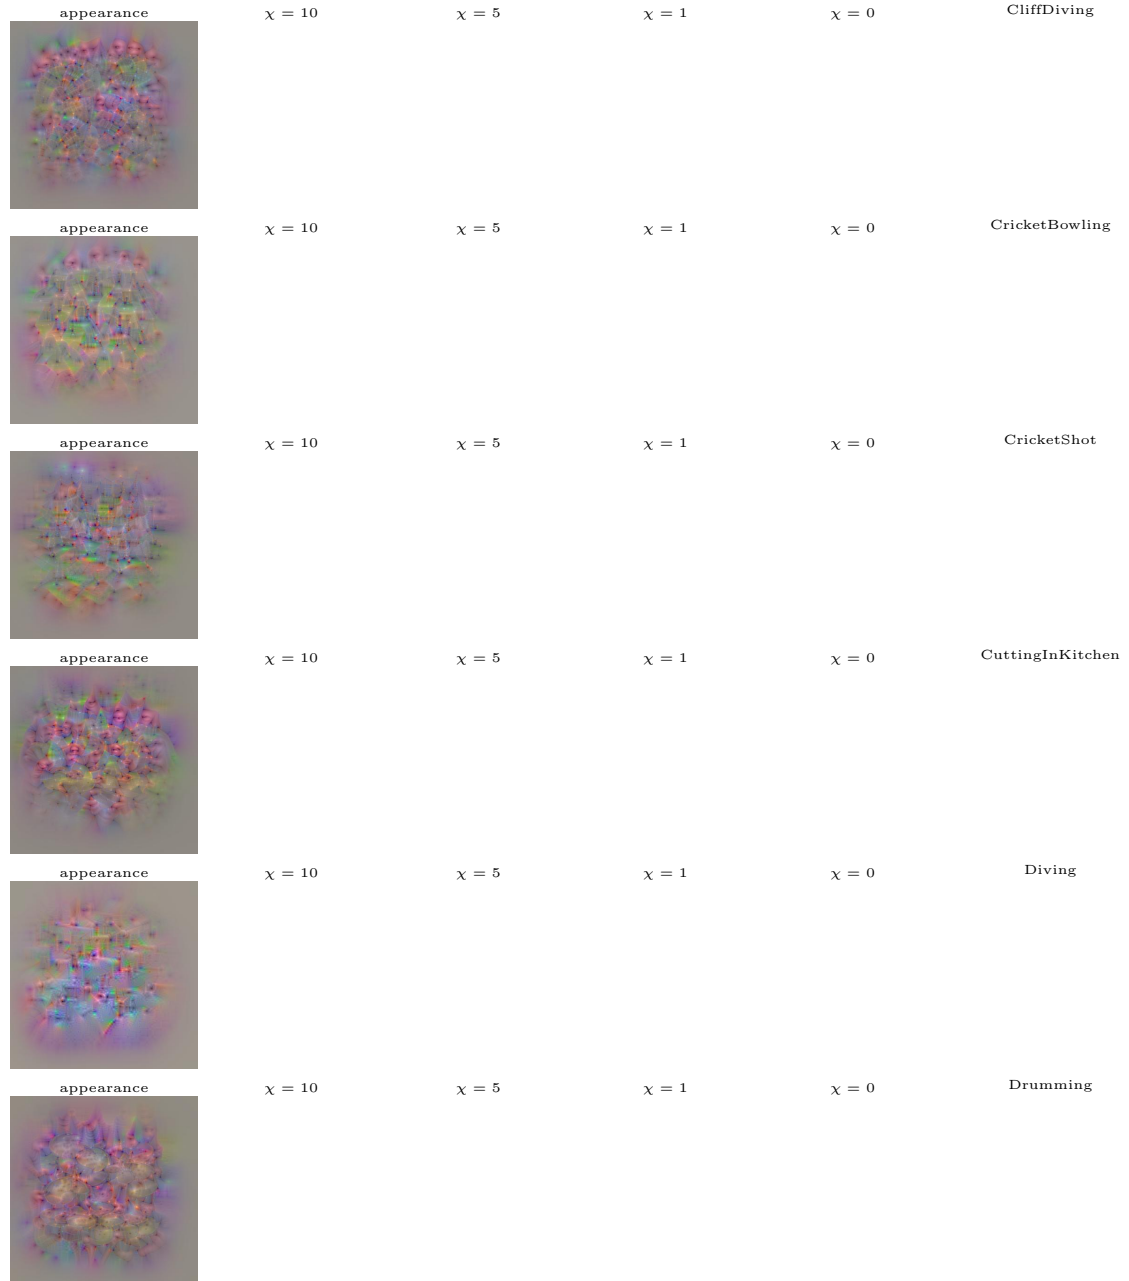 appearance χ = 10 χ = 5 χ = 1 χ = 0 CliffDiving
appearance χ = 10 χ = 5 χ = 1 χ = 0 CricketBowling
appearance χ = 10 χ = 5 χ = 1 χ = 0 CricketShot
appearance χ = 10 χ = 5 χ = 1 χ = 0 CuttingInKitchen
appearance χ = 10 χ = 5 χ = 1 χ = 0 Diving
appearance χ = 10 χ = 5 χ = 1 χ = 0 Drumming